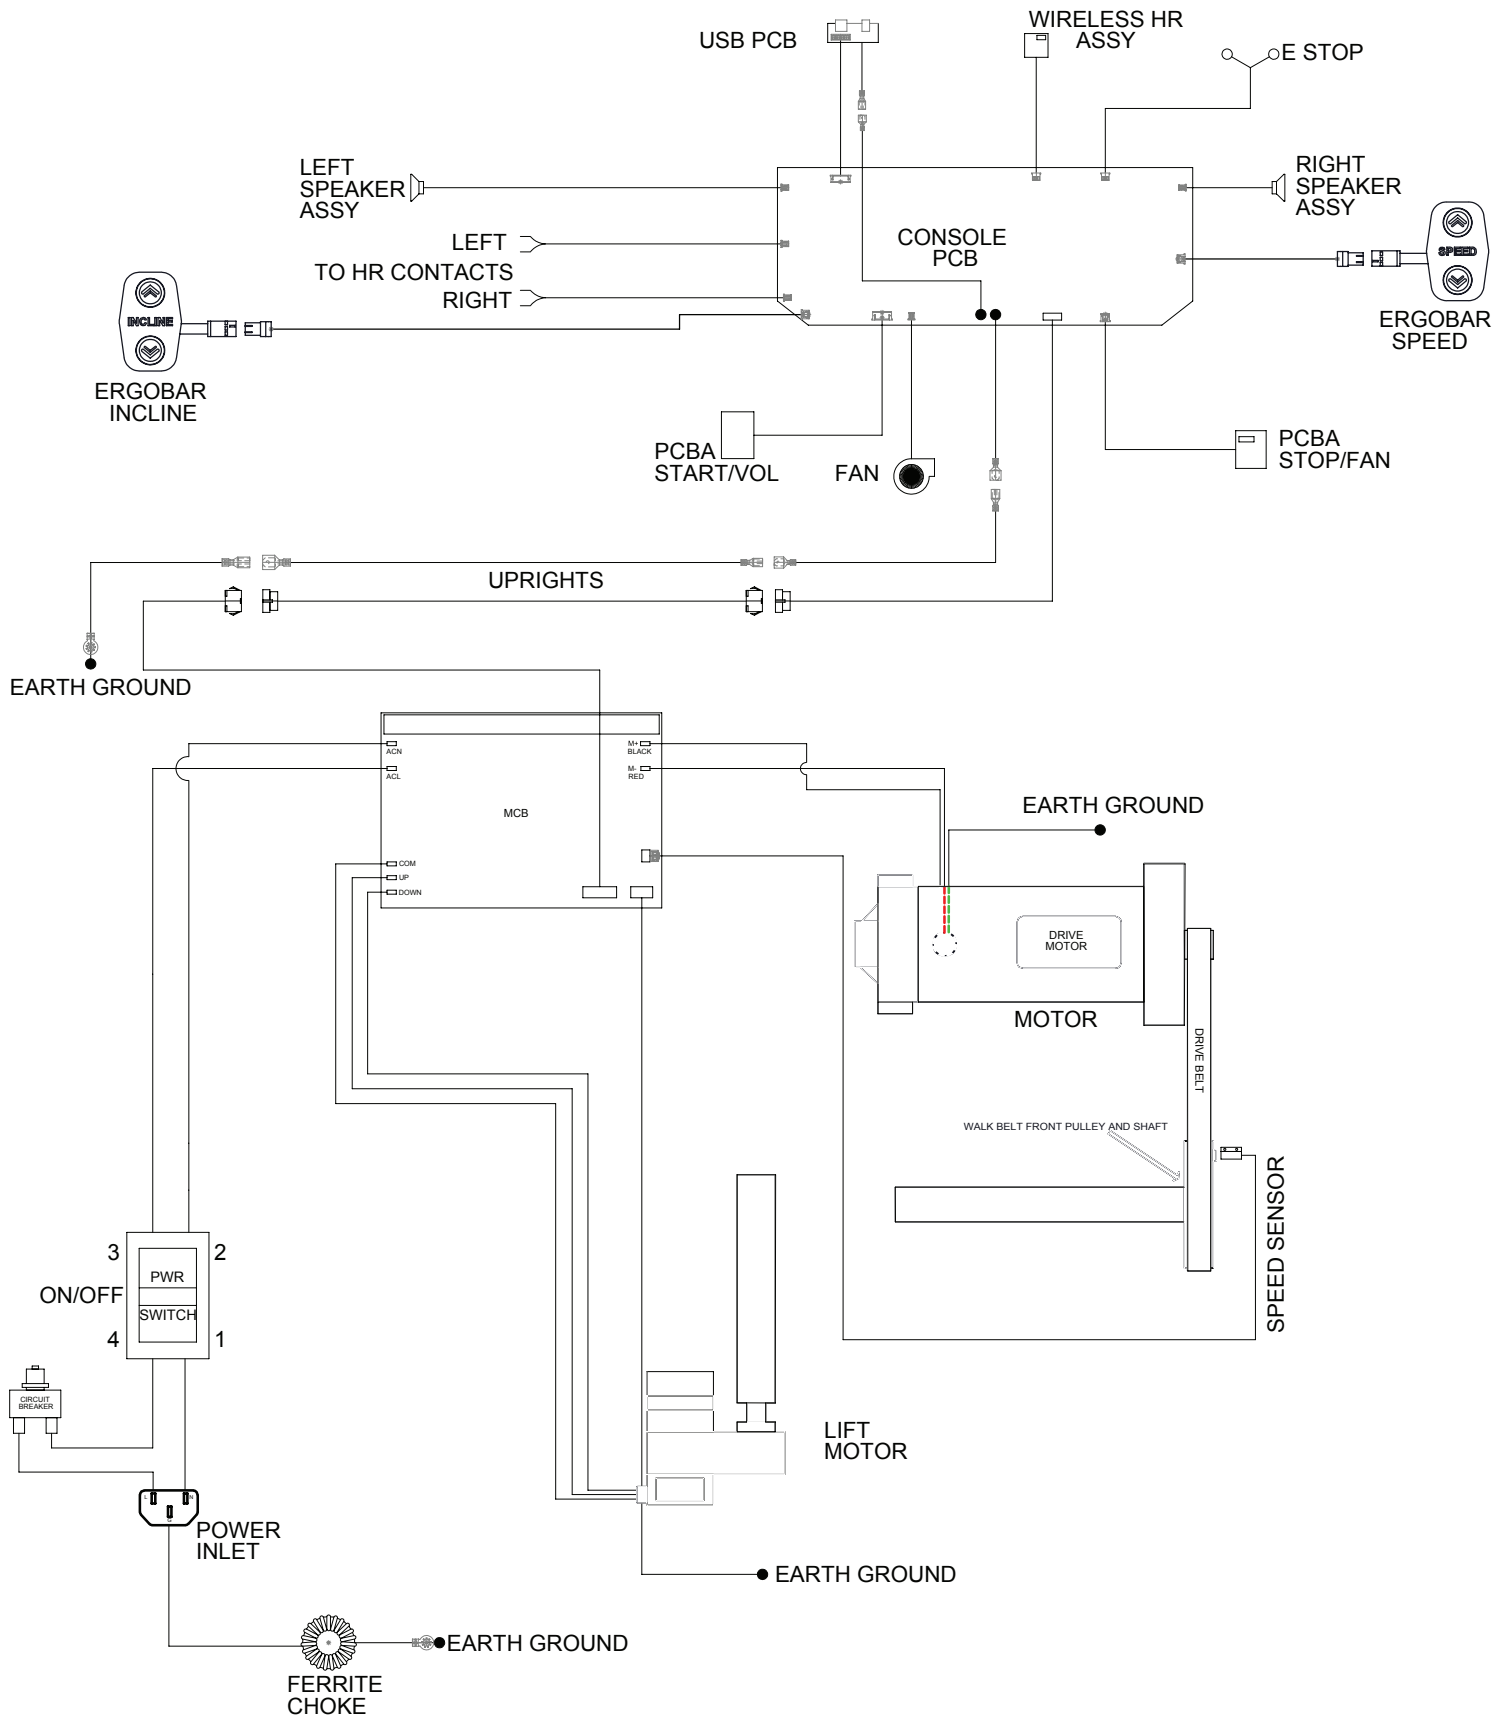 USB PCB
WIRELESS HR
ASSY
E STOP
LEFT
SPEAKER
ASSY
RIGHT
SPEAKER
ASSY
LEFT
TO HR CONTACTS
RIGHT
CONSOLE
PCB
SPEED
ERGOBAR
SPEED
INCLINE
ERGOBAR
INCLINE
PCBA
START/VOL
FAN
PCBA
STOP/FAN
UPRIGHTS
EARTH GROUND
ACN
ACL
M+
BLACK
M-
RED
MCB
COM
UP
DOWN
EARTH GROUND
DRIVE
MOTOR
MOTOR
DRIVE BELT
WALK BELT FRONT PULLEY AND SHAFT
SPEED SENSOR
3
2
PWR
ON/OFF
SWITCH
4
1
CIRCUIT
BREAKER
LIFT
MOTOR
L
N
G
POWER
INLET
EARTH GROUND
EARTH GROUND
FERRITE
CHOKE